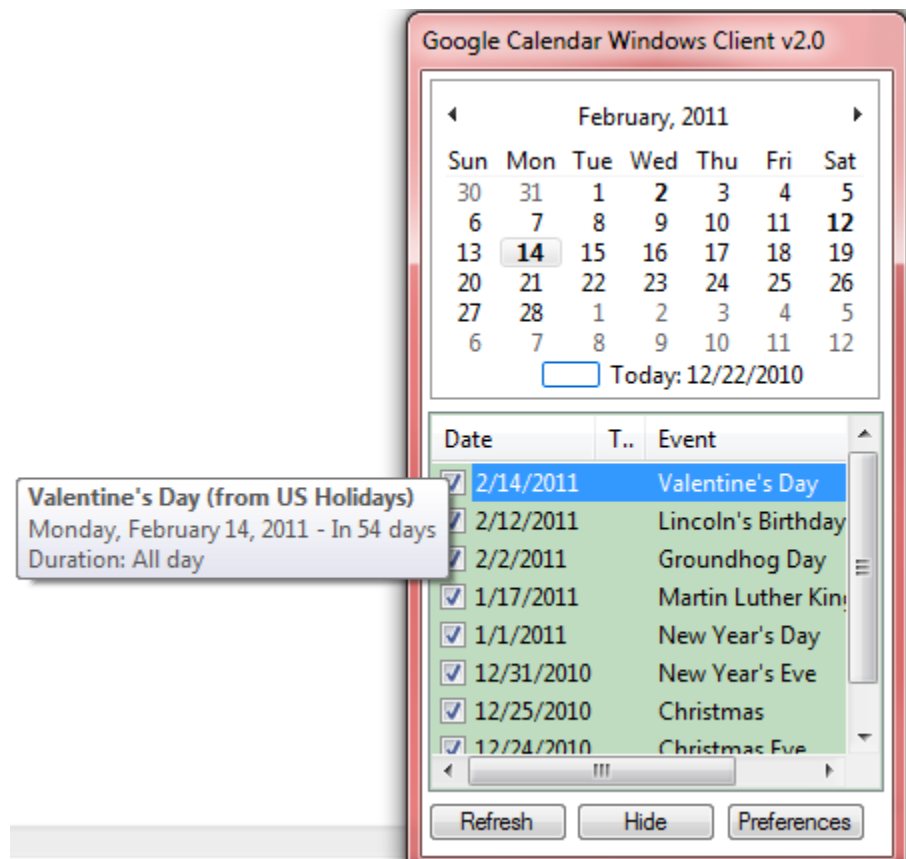 Google Calendar Windows Client v2.0
February, 2011
Sun Mon Tue Wed Thu Fri Sat
30 31 1 2 3 4 5
6 7 8 9 10 11 12
13 14 15 16 17 18 19
20 21 22 23 24 25 26
27 28 1 2 3 4 5
6 7 8 9 10 11 12
Today: 12/22/2010
Date T.. Event
2/14/2011 Valentine's Day
2/12/2011 Lincoln's Birthday
2/2/2011 Groundhog Day
1/17/2011 Martin Luther King
1/1/2011 New Year's Day
12/31/2010 New Year's Eve
12/25/2010 Christmas
12/24/2010 Christmas Eve
Valentine's Day (from US Holidays)
Monday, February 14, 2011 - In 54 days
Duration: All day
Refresh Hide Preferences